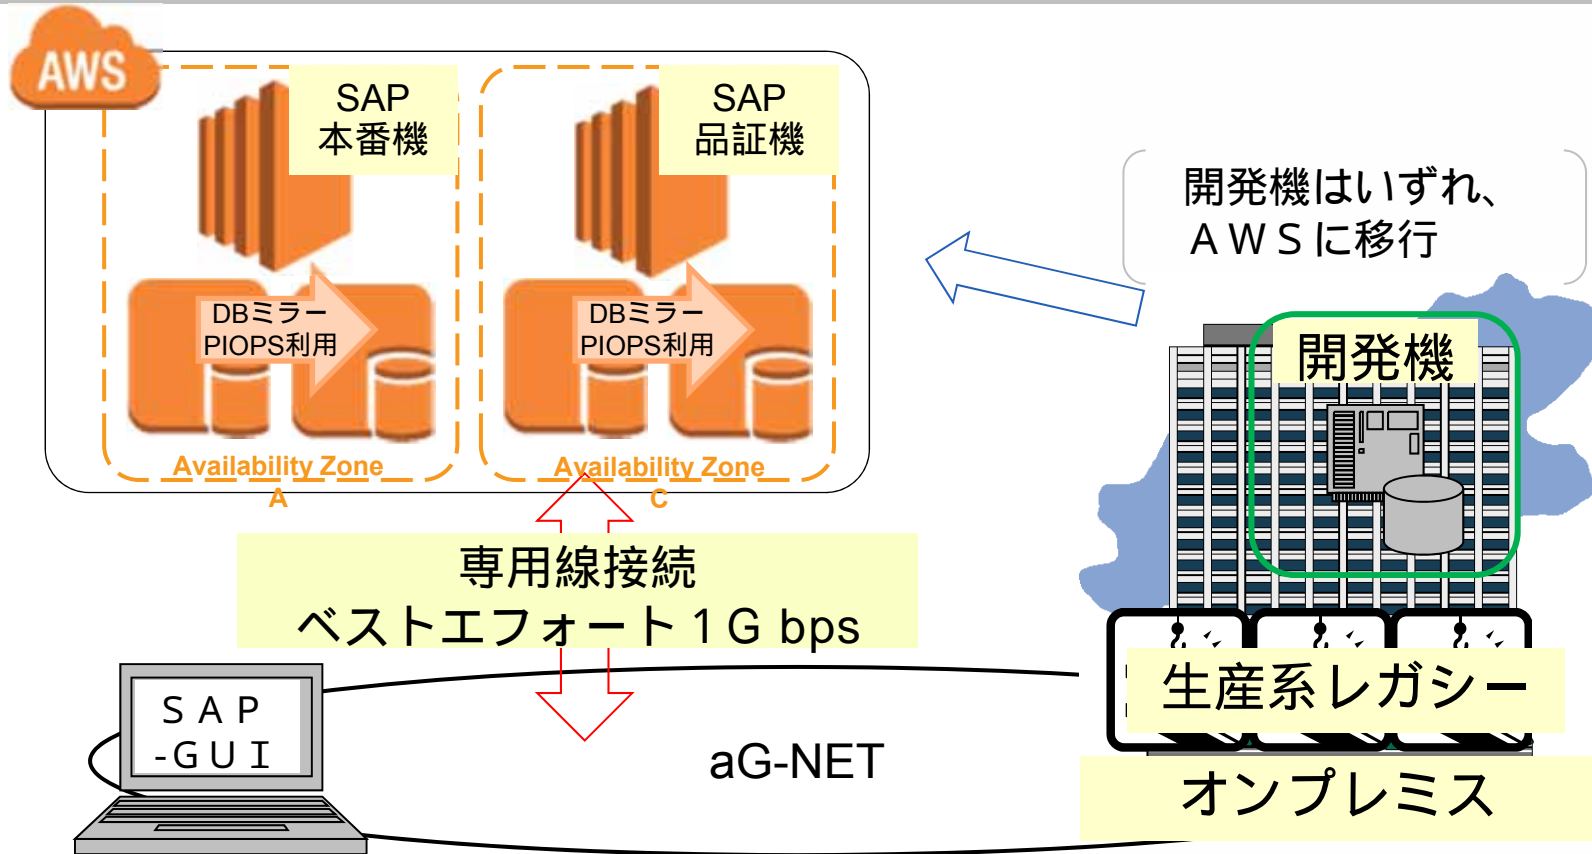 AWS
SAP
本番機
SAP
品証機
DBミラー
PIOPS利用
DBミラー
PIOPS利用
Availability Zone
A
Availability Zone
C
開発機はいずれ、
ＡＷＳに移行
開発機
専用線接続
ベストエフォート１Ｇ bps
ＳＡＰ
-ＧＵＩ
aG-NET
生産系レガシー
オンプレミス